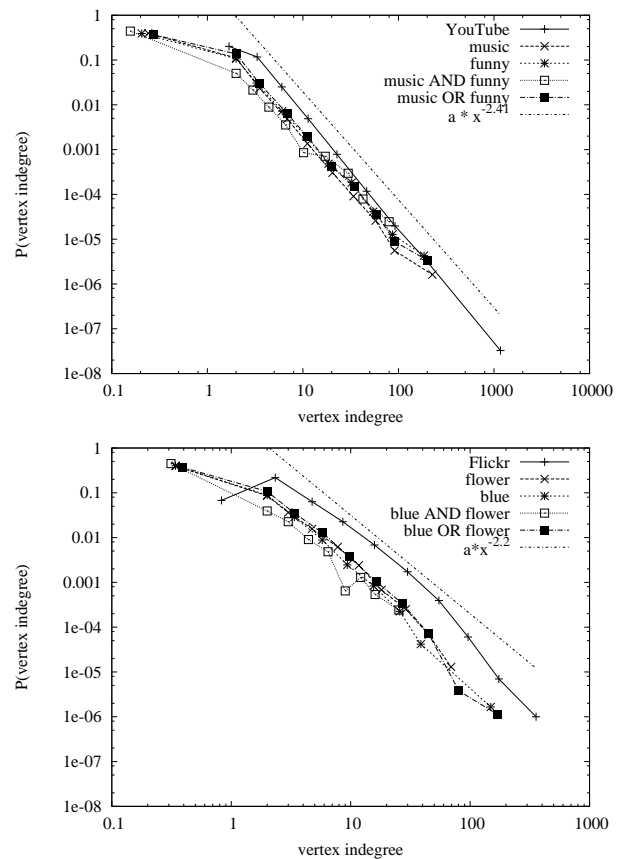 1
0.1
0.01
0.001
1e-04
1e-05
1e-06
1e-07
1e-08
P(vertex indegree)
0.1 1 10 100 1000 10000
vertex indegree
YouTube
music
funny
music AND funny
music OR funny
a * x^-2.41
1
0.1
0.01
0.001
1e-04
1e-05
1e-06
1e-07
1e-08
P(vertex indegree)
0.1 1 10 100 1000
vertex indegree
Flickr
flower
blue
blue AND flower
blue OR flower
a*x^-2.2